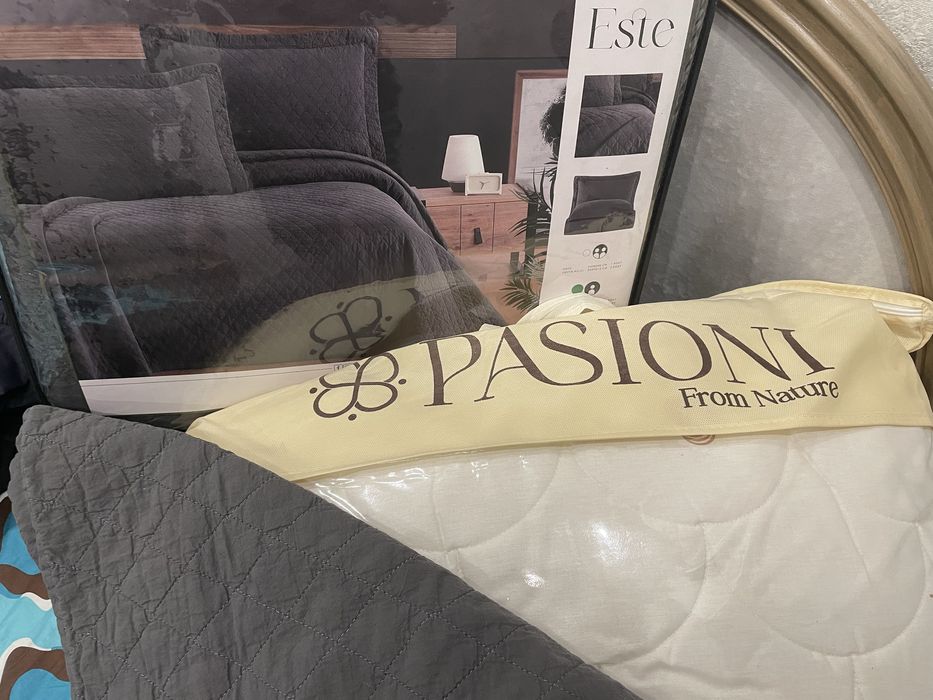 Este
PASIONI
From Nature